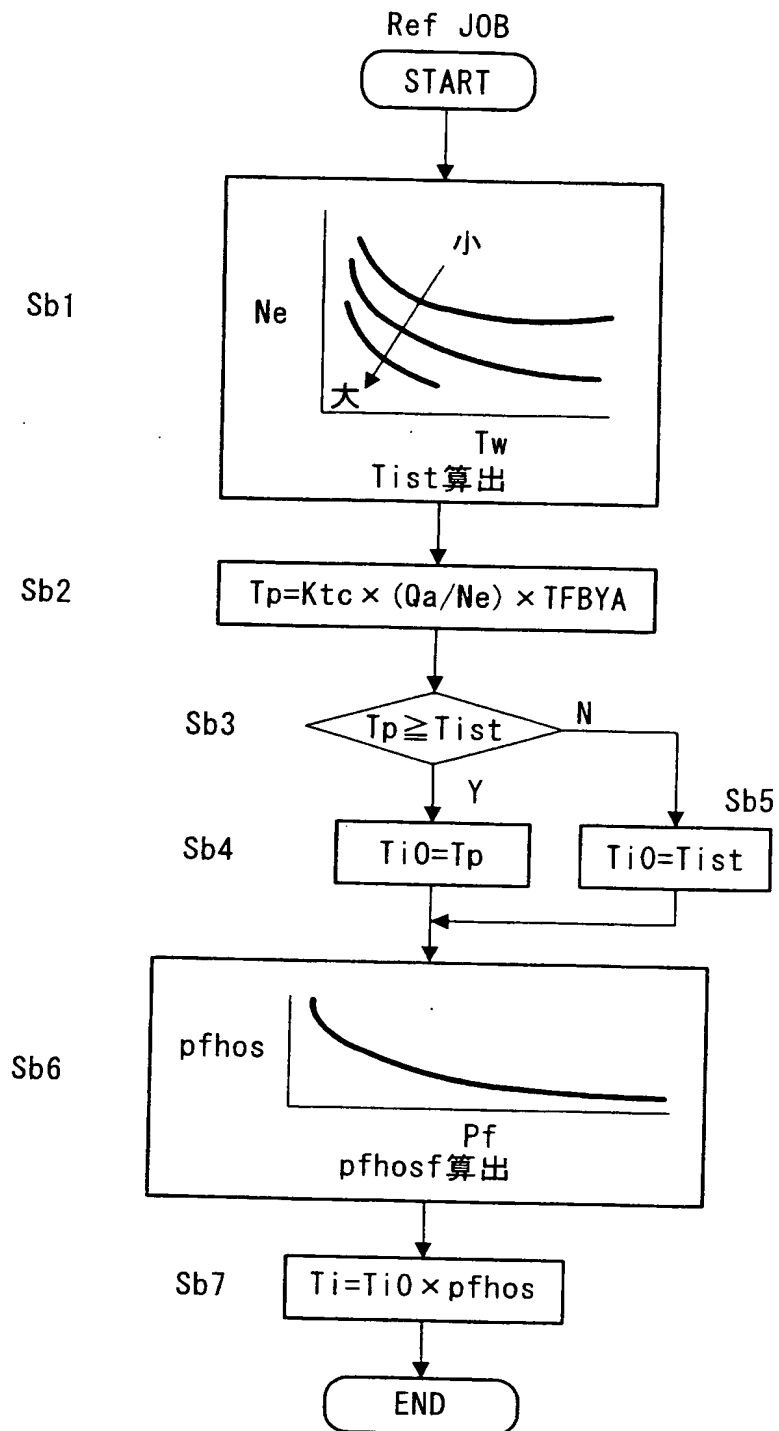 Ref JOB
START
Sb1
Ne
小
大
Tw
Tist算出
Sb2
Tp=Ktc×(Qa/Ne)×TFBYA
Sb3
Tp≧Tist
N
Y
Sb5
Sb4
Ti0=Tp
Ti0=Tist
Sb6
pfhos
Pf
pfhosf算出
Sb7
Ti=Ti0×pfhos
END